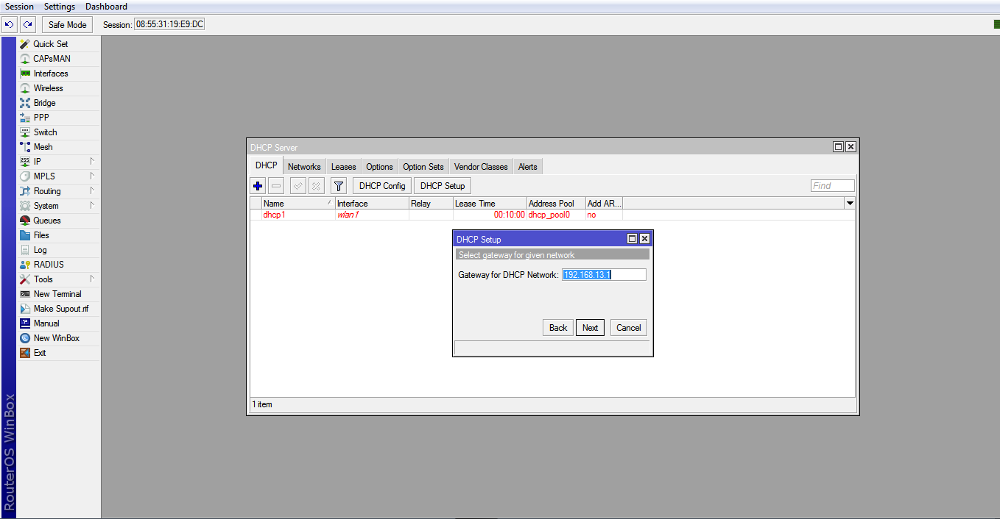 Session Settings Dashboard
Safe Mode Session: 08:55:31:19:E9:DC
Quick Set
CAPsMAN
Interfaces
Wireless
Bridge
PPP
Switch
Mesh
IP
MPLS
Routing
System
Queues
Files
Log
RADIUS
Tools
New Terminal
Make Supout.rif
Manual
New WinBox
Exit
RouterOS WinBox
DHCP Server
DHCP Networks Leases Options Option Sets Vendor Classes Alerts
DHCP Config DHCP Setup Find
Name Interface Relay Lease Time Address Pool Add AR...
dhcp1 wlan1 00:10:00 dhcp_pool0 no
DHCP Setup
Select gateway for given network
Gateway for DHCP Network: 192.168.13.1
Back Next Cancel
1 item